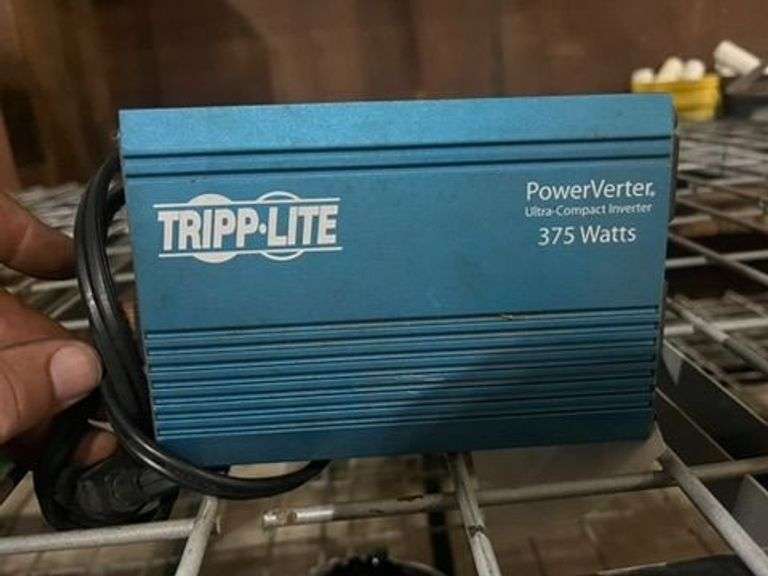 TRIPP·LITE
PowerVerter®
Ultra-Compact Inverter
375 Watts